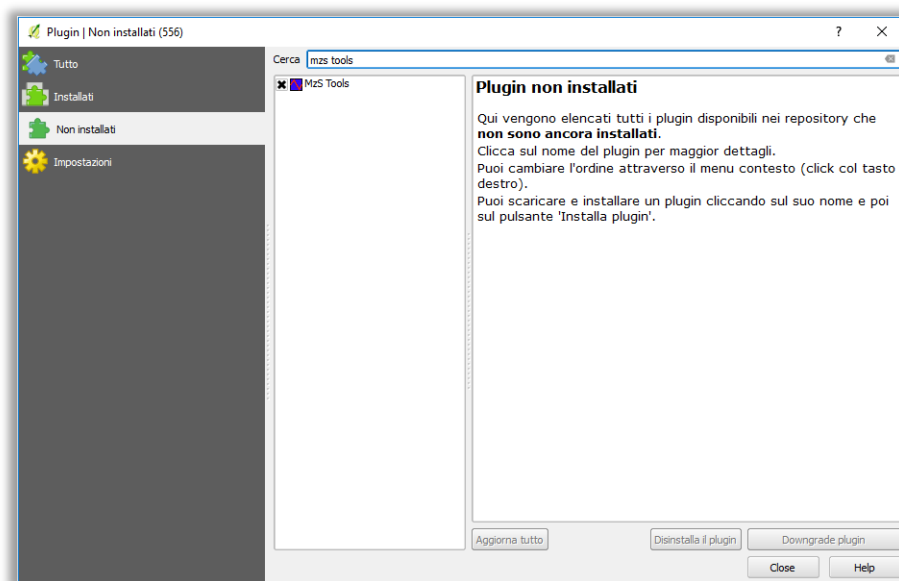 Plugin | Non installati (556)
Tutto
Installati
Non installati
Impostazioni
Cerca mzs tools
MzS Tools
Plugin non installati
Qui vengono elencati tutti i plugin disponibili nei repository che
non sono ancora installati.
Clicca sul nome del plugin per maggior dettagli.
Puoi cambiare l'ordine attraverso il menu contesto (click col tasto
destro).
Puoi scaricare e installare un plugin cliccando sul suo nome e poi
sul pulsante 'Installa plugin'.
Aggiorna tutto
Disinstalla il plugin
Downgrade plugin
Close
Help